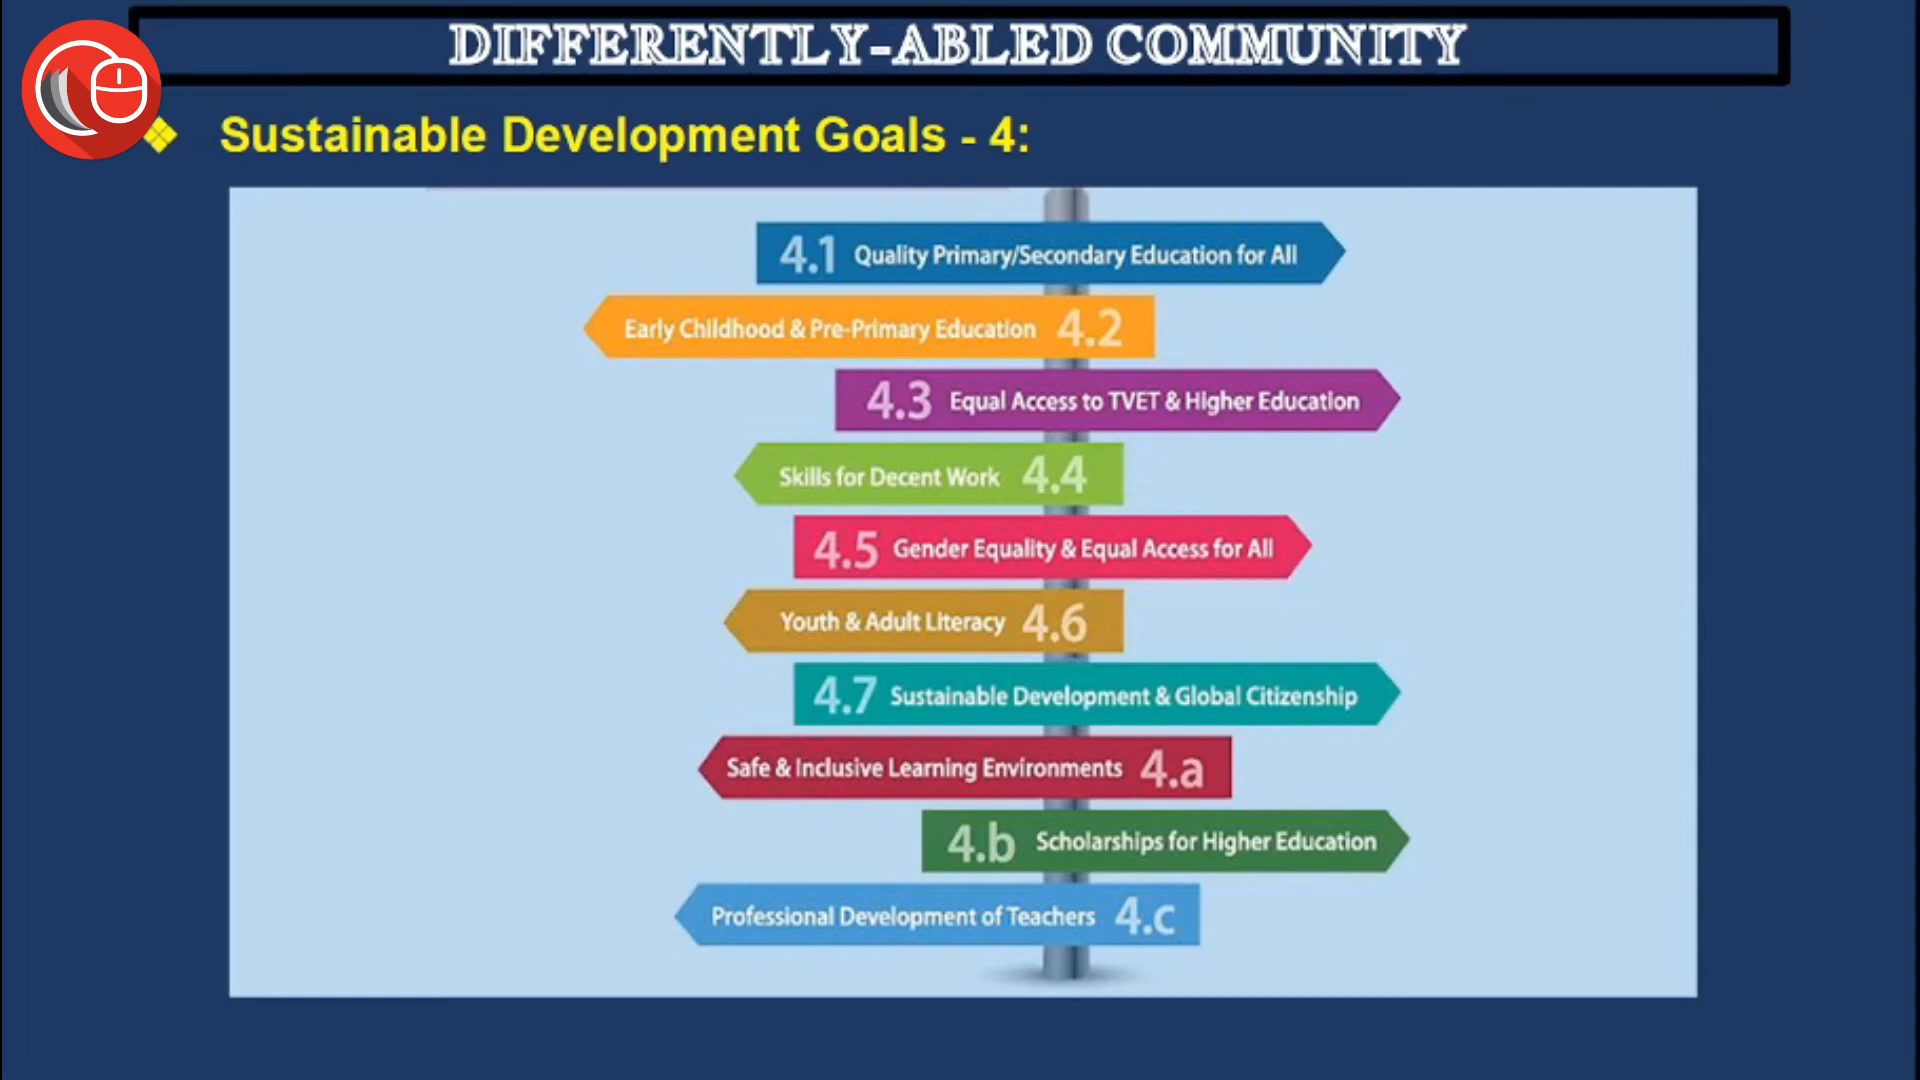 DIFFERENTLY-ABLED COMMUNITY
Sustainable Development Goals - 4:
4.1 Quality Primary/Secondary Education for All
Early Childhood & Pre-Primary Education 4.2
4.3 Equal Access to TVET & Higher Education
Skills for Decent Work 4.4
4.5 Gender Equality & Equal Access for All
Youth & Adult Literacy 4.6
4.7 Sustainable Development & Global Citizenship
Safe & Inclusive Learning Environments 4.a
4.b Scholarships for Higher Education
Professional Development of Teachers 4.c